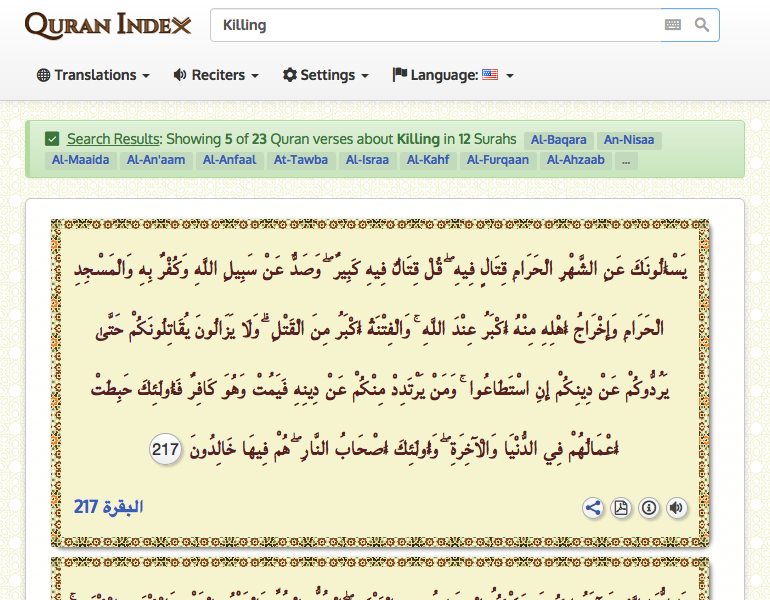 QURAN INDEX
Killing
Translations
Reciters
Settings
Language:
Search Results: Showing 5 of 23 Quran verses about Killing in 12 Surahs Al-Baqara An-Nisaa
Al-Maaida Al-An'aam Al-Anfaal At-Tawba Al-Israa Al-Kahf Al-Furqaan Al-Ahzaab ...
يَسْأَلُونَكَ عَنِ الشَّهْرِ الْحَرَامِ قِتَالٍ فِيهِ ۖ قُلْ قِتَالٌ فِيهِ كَبِيرٌ ۖ وَصَدٌّ عَنْ سَبِيلِ اللَّهِ وَكُفْرٌ بِهِ وَالْمَسْجِدِ
الْحَرَامِ وَإِخْرَاجُ أَهْلِهِ مِنْهُ أَكْبَرُ عِنْدَ اللَّهِ ۚ وَالْفِتْنَةُ أَكْبَرُ مِنَ الْقَتْلِ ۗ وَلَا يَزَالُونَ يُقَاتِلُونَكُمْ حَتَّىٰ
يَرُدُّوكُمْ عَنْ دِينِكُمْ إِنِ اسْتَطَاعُوا ۚ وَمَنْ يَرْتَدِدْ مِنْكُمْ عَنْ دِينِهِ فَيَمُتْ وَهُوَ كَافِرٌ فَأُولَٰئِكَ حَبِطَتْ
أَعْمَالُهُمْ فِي الدُّنْيَا وَالْآخِرَةِ ۖ وَأُولَٰئِكَ أَصْحَابُ النَّارِ ۖ هُمْ فِيهَا خَالِدُونَ 217
البقرة 217